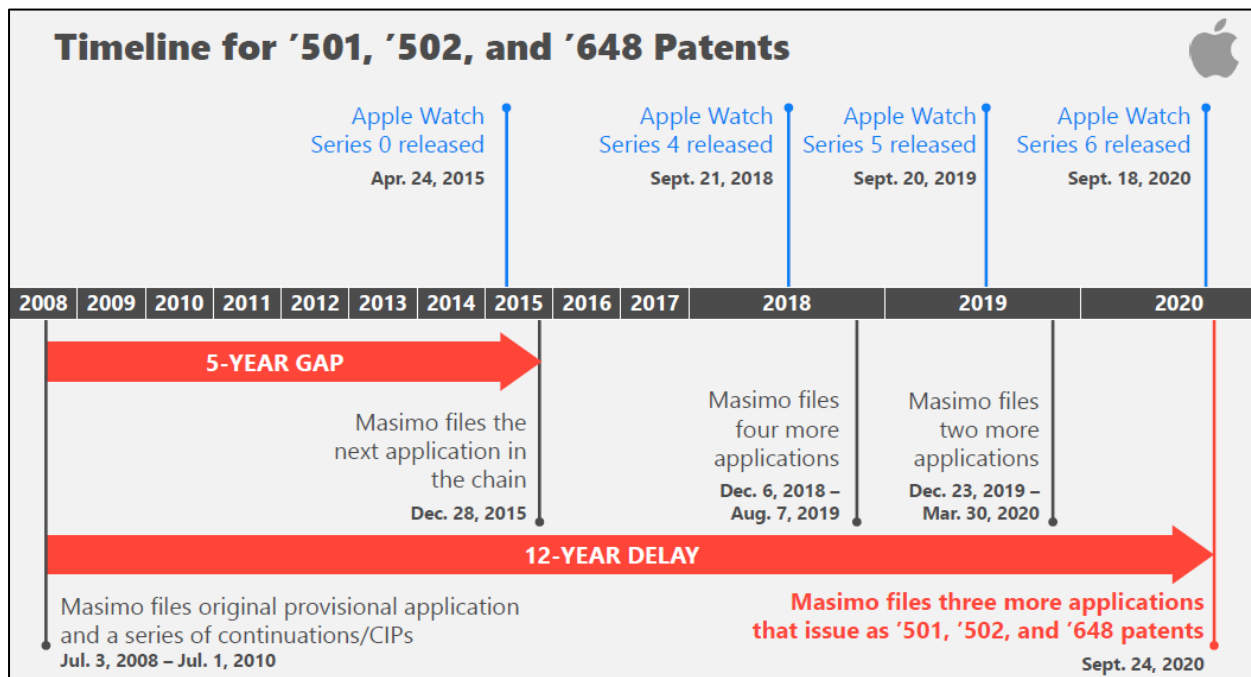 Timeline for ’501, ’502, and ’648 Patents
Apple Watch
Series 0 released
Apr. 24, 2015
Apple Watch
Series 4 released
Sept. 21, 2018
Apple Watch
Series 5 released
Sept. 20, 2019
Apple Watch
Series 6 released
Sept. 18, 2020
2008 2009 2010 2011 2012 2013 2014 2015 2016 2017 2018 2019 2020
5-YEAR GAP
Masimo files the
next application in
the chain
Dec. 28, 2015
Masimo files
four more
applications
Dec. 6, 2018 –
Aug. 7, 2019
Masimo files
two more
applications
Dec. 23, 2019 –
Mar. 30, 2020
12-YEAR DELAY
Masimo files original provisional application
and a series of continuations/CIPs
Jul. 3, 2008 – Jul. 1, 2010
Masimo files three more applications
that issue as ’501, ’502, and ’648 patents
Sept. 24, 2020